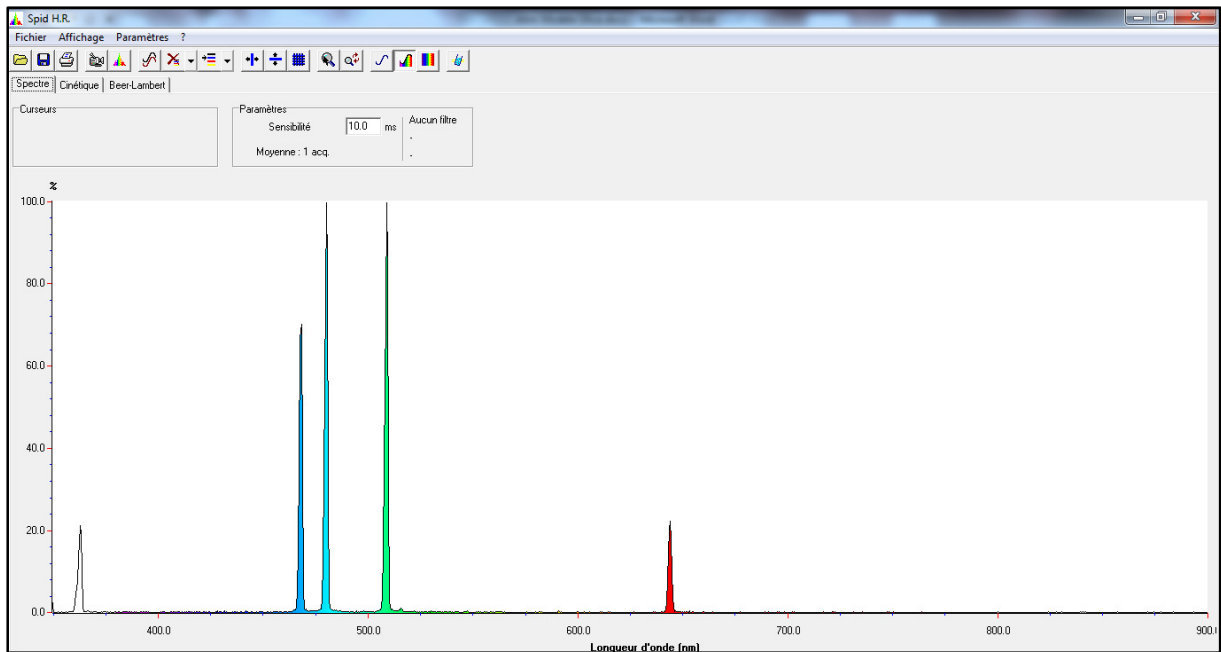 Spid H.R.
Fichier Affichage Paramètres ?
Spectre Cinétique Beer-Lambert
Curseurs
Paramètres
Sensibilité 10.0 ms Aucun filtre
.
Moyenne : 1 acq. .
%
100.0
80.0
60.0
40.0
20.0
0.0
400.0 500.0 600.0 700.0 800.0 900.
Longueur d'onde (nm)